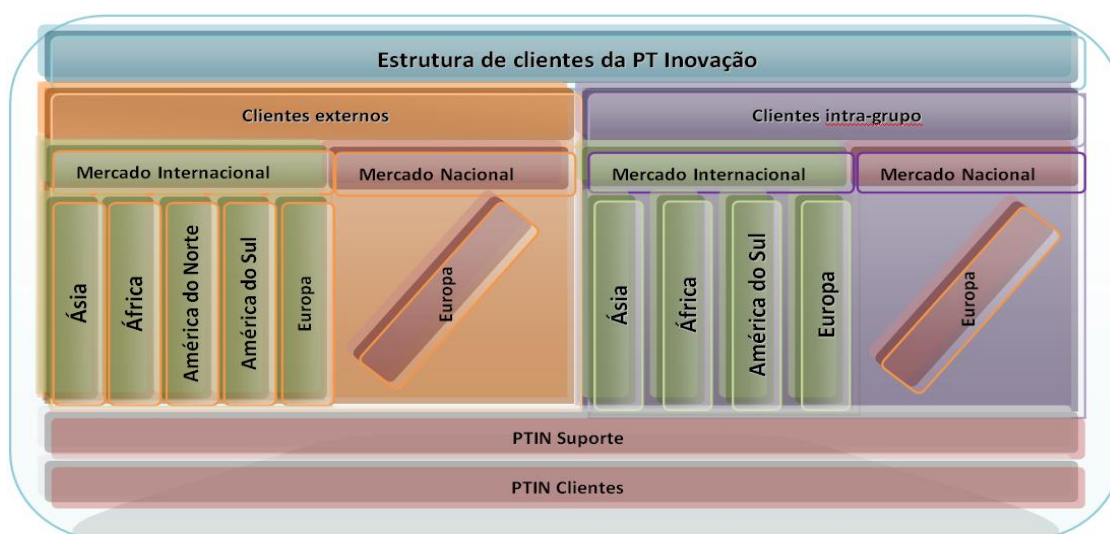 Estrutura de clientes da PT Inovação
Clientes externos
Clientes intra-grupo
Mercado Internacional
Mercado Nacional
Mercado Internacional
Mercado Nacional
Ásia
África
América do Norte
América do Sul
Europa
Europa
Ásia
África
América do Sul
Europa
Europa
PTIN Suporte
PTIN Clientes